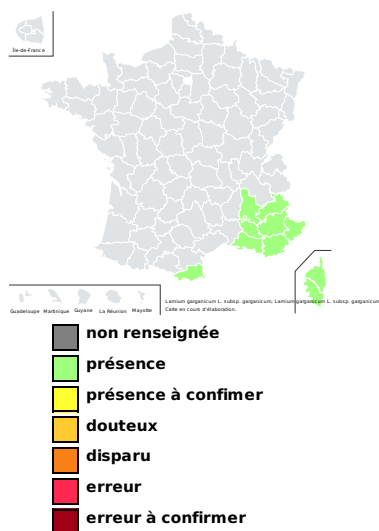 Île-de-France
Guadeloupe Martinique Guyane La Réunion Mayotte
Lamium garganicum L. subsp. garganicum, Lamium garganicum L. subsp. garganicum
Carte en cours d'élaboration.
non renseignée
présence
présence à confimer
douteux
disparu
erreur
erreur à confirmer